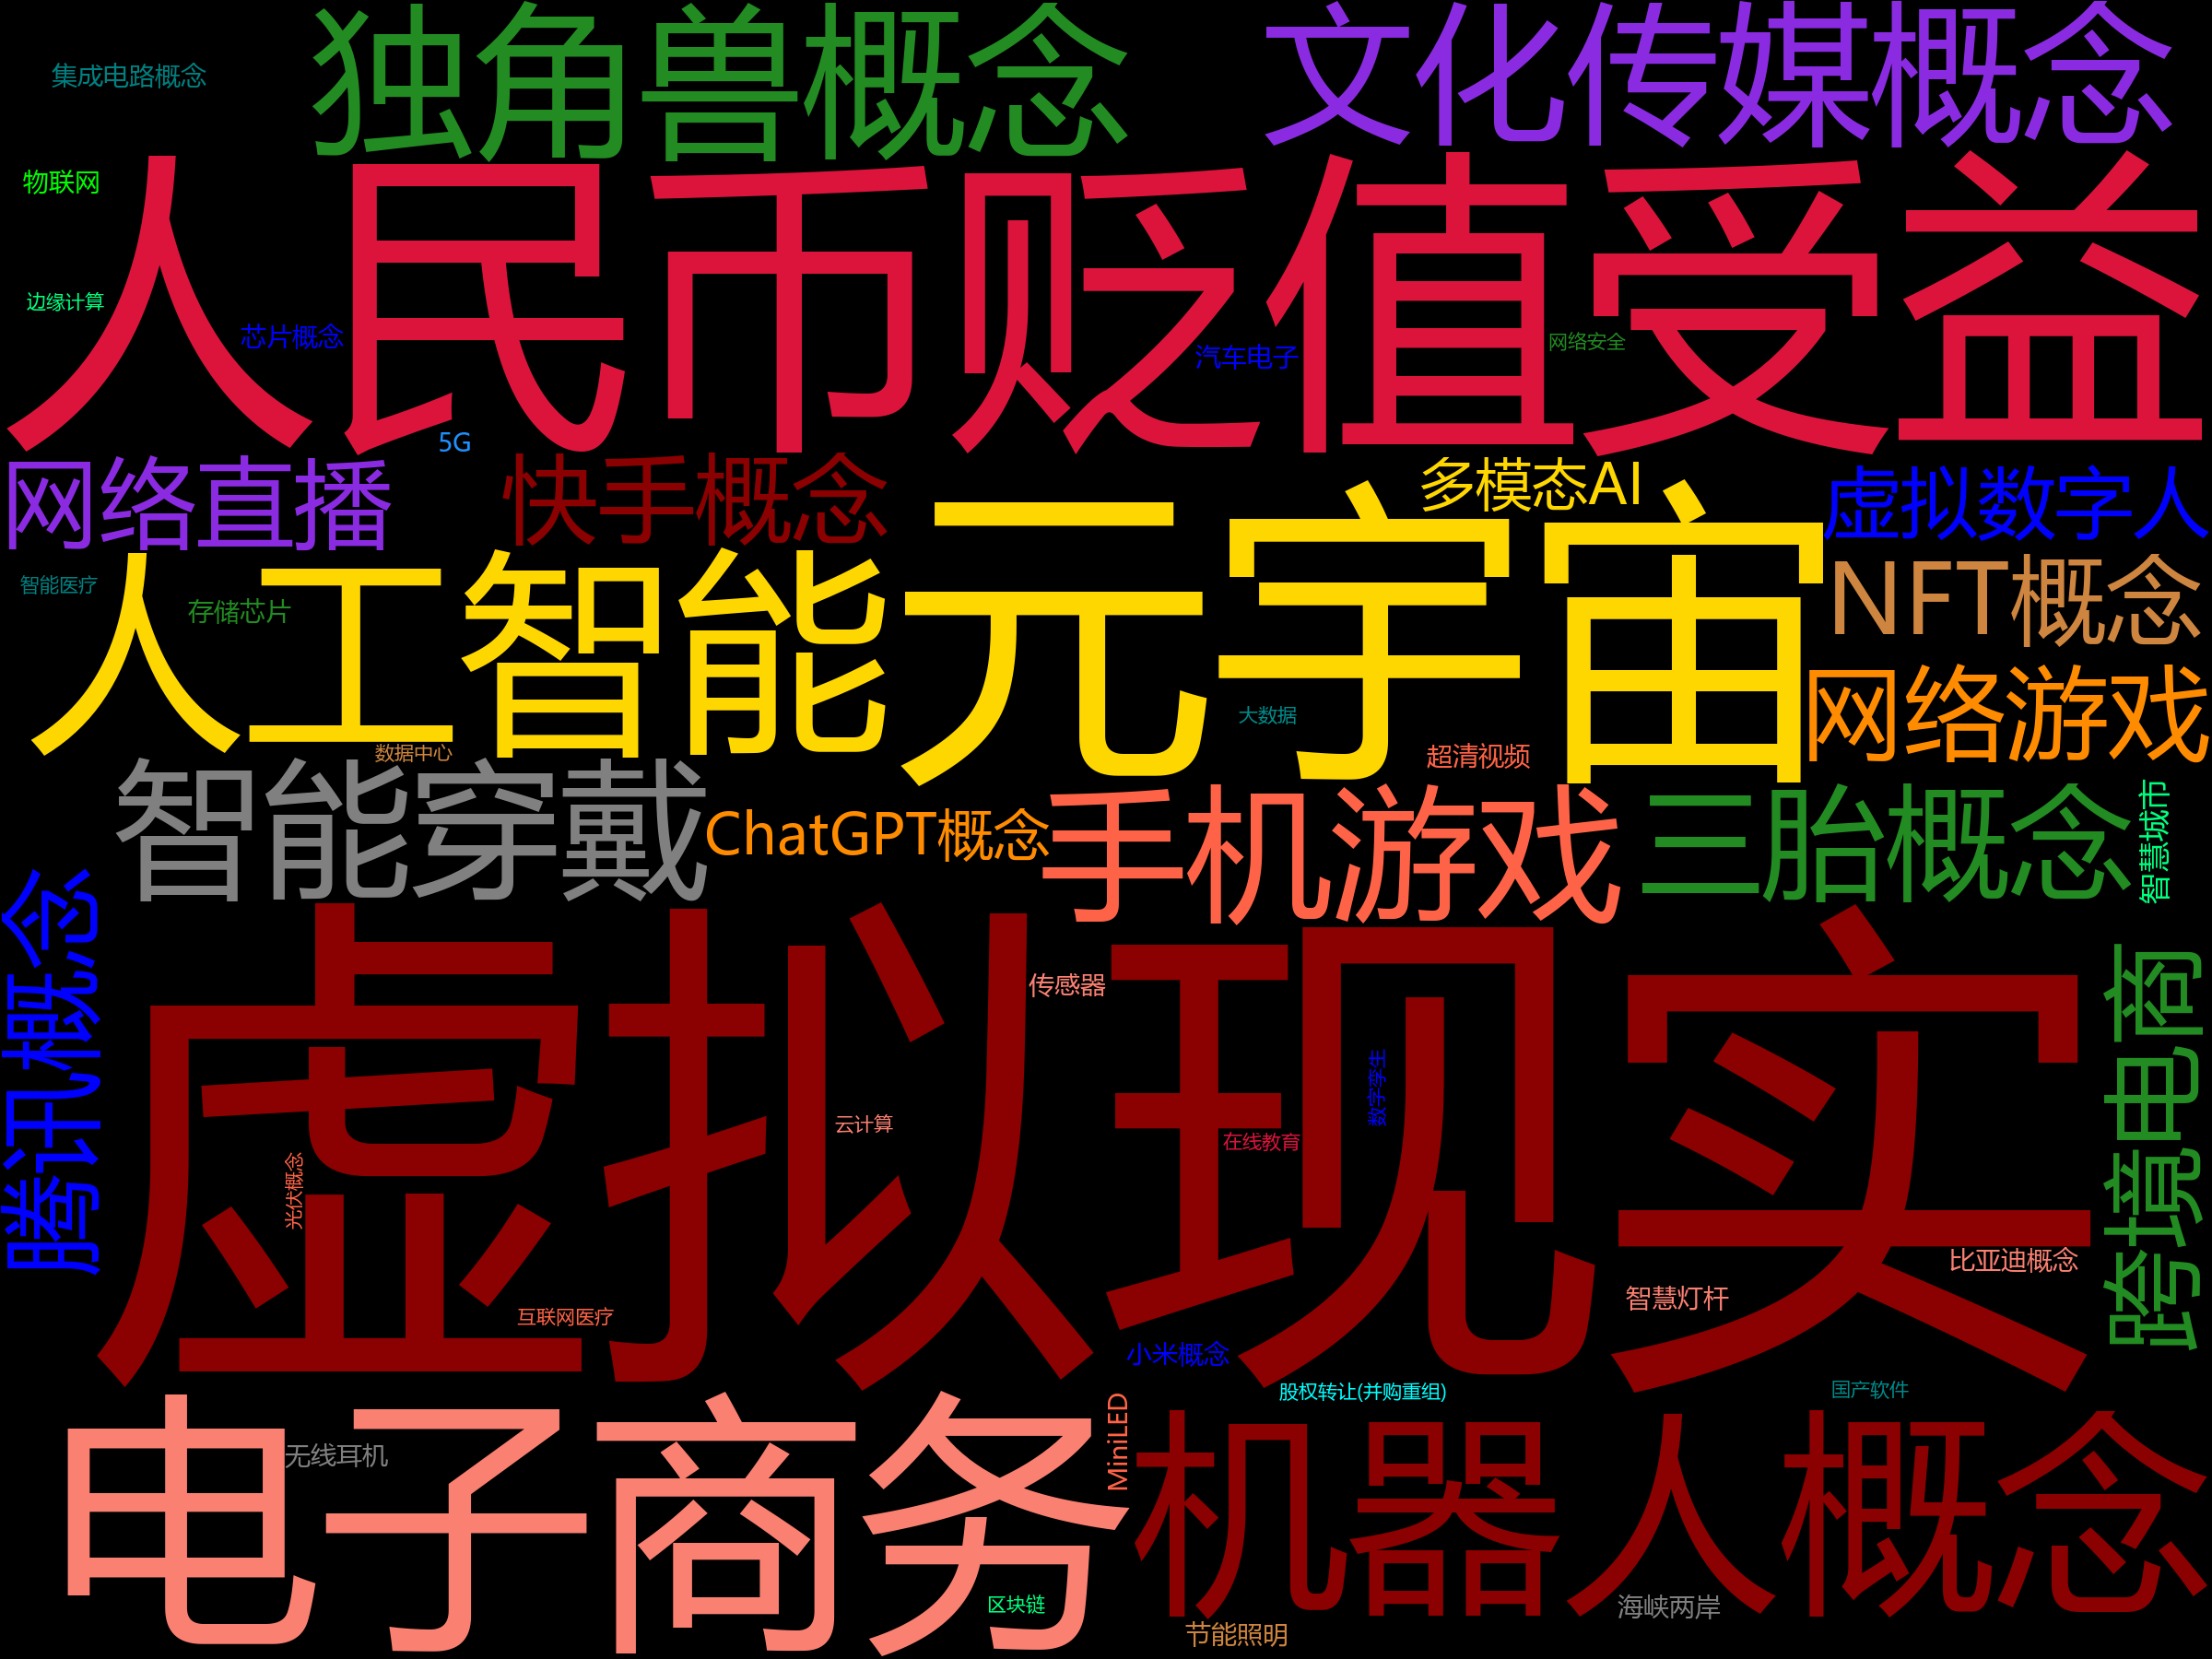 独角兽概念
文化传媒概念
集成电路概念
物联网
人民币贬值受益
边缘计算
芯片概念
汽车电子
网络安全
5G
网络直播
快手概念
多模态AI
虚拟数字人
人工智能
元宇宙
智能医疗
存储芯片
NFT概念
网络游戏
大数据
数据中心
超清视频
智能穿戴
ChatGPT概念
手机游戏
三胎概念
智慧城市
腾讯概念
虚拟现实
传感器
跨境电商
数字孪生
云计算
在线教育
光伏概念
比亚迪概念
智慧灯杆
互联网医疗
小米概念
股权转让(并购重组)
国产软件
电子商务
MiniLED
机器人概念
无线耳机
区块链
海峡两岸
节能照明